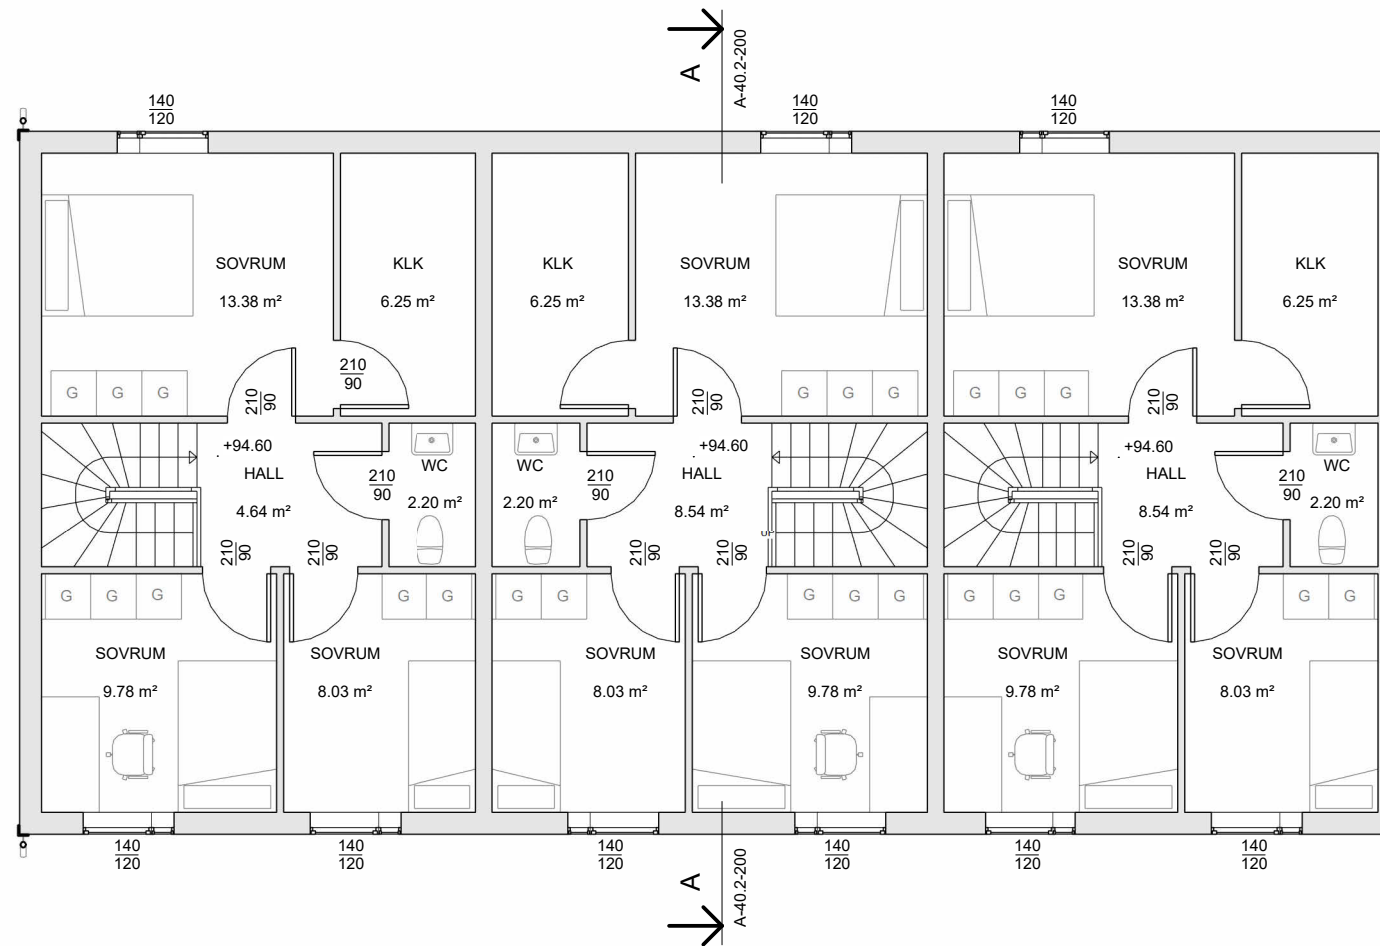 A
A-40.2-200
140
120
140
120
140
120
SOVRUM
13.38 m²
KLK
6.25 m²
KLK
6.25 m²
SOVRUM
13.38 m²
SOVRUM
13.38 m²
KLK
6.25 m²
210
90
G G G
210
90
210
90
G G G
G G G
210
90
+94.60
HALL
4.64 m²
210
90
WC
2.20 m²
WC
2.20 m²
210
90
+94.60
HALL
8.54 m²
UP
+94.60
HALL
8.54 m²
210
90
WC
2.20 m²
210
90
210
90
210
90
210
90
210
90
210
90
G G G
G G
G G
G G G
G G G
G G
SOVRUM
9.78 m²
SOVRUM
8.03 m²
SOVRUM
8.03 m²
SOVRUM
9.78 m²
SOVRUM
9.78 m²
SOVRUM
8.03 m²
140
120
140
120
140
120
140
120
140
120
140
120
A
A-40.2-200